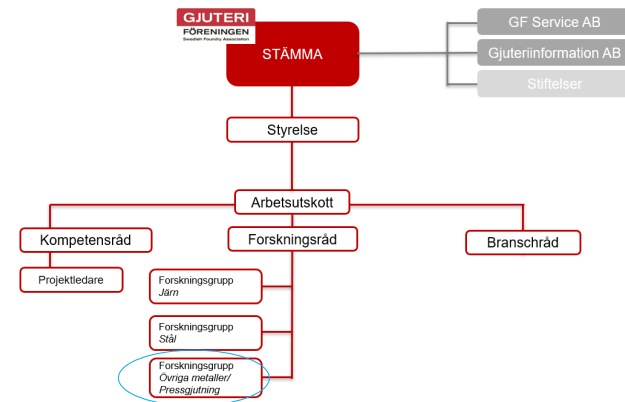 GJUTERI
FÖRENINGEN
Swedish Foundry Association
STÄMMA
GF Service AB
Gjuteriinformation AB
Stiftelser
Styrelse
Arbetsutskott
Kompetensråd
Forskningsråd
Branschråd
Projektledare
Forskningsgrupp
Järn
Forskningsgrupp
Stål
Forskningsgrupp
Övriga metaller/
Pressgjutning